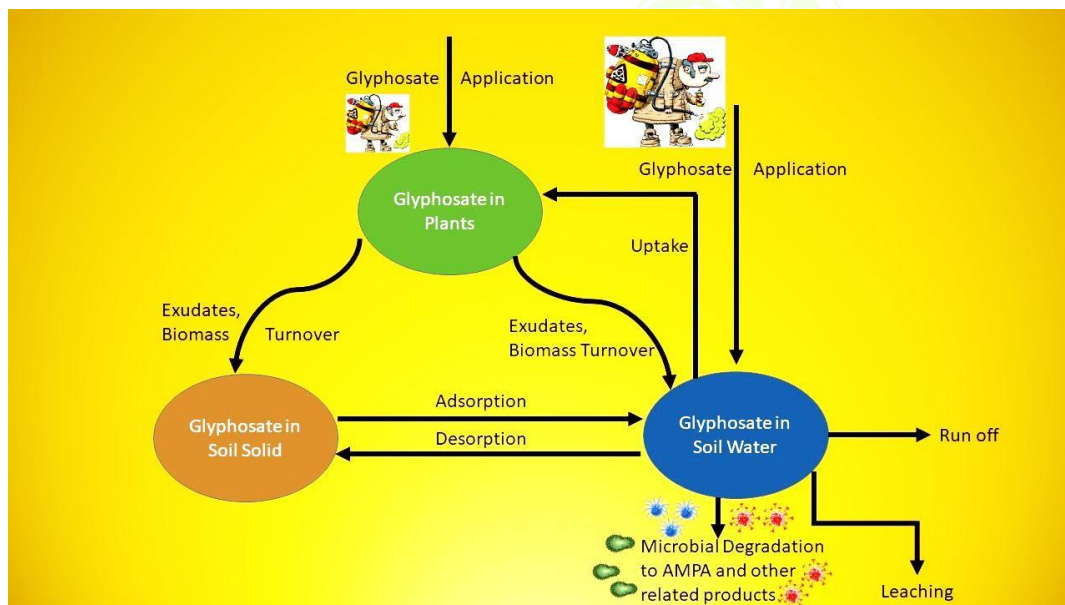 Glyphosate Application
Glyphosate Application
Glyphosate in
Plants
Uptake
Exudates,
Biomass Turnover
Exudates,
Biomass Turnover
Adsorption
Glyphosate in
Soil Solid
Glyphosate in
Soil Water
Desorption
Run off
Microbial Degradation
to AMPA and other
related products
Leaching